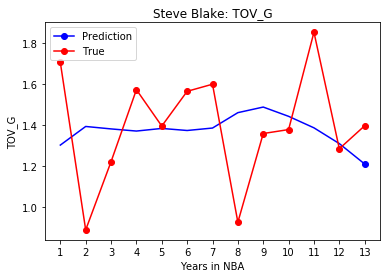 Steve Blake: TOV_G
Prediction
True
1.8
1.6
1.4
1.2
1.0
TOV_G
1 2 3 4 5 6 7 8 9 10 11 12 13
Years in NBA